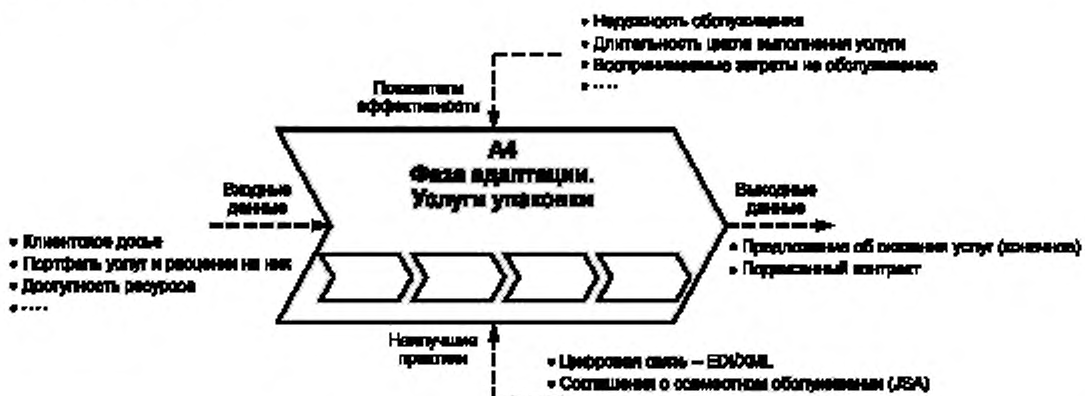 • Надежность обслуживания
• Длительность цикла выполнения услуги
• Воспринимаемые затраты на обслуживание
• ····
Показатели
эффективности
A4
Фаза адаптации.
Услуги упаковки
Входные
данные
Выходные
данные
• Клиентское досье
• Портфель услуг и расценки на них
• Доступность ресурсов
• ····
• Предложение об оказании услуг (конечное)
• Подписанный контракт
Наилучшие
практики
• Цифровая связь – EDI/XML
• Соглашения о совместном обслуживании (JSA)